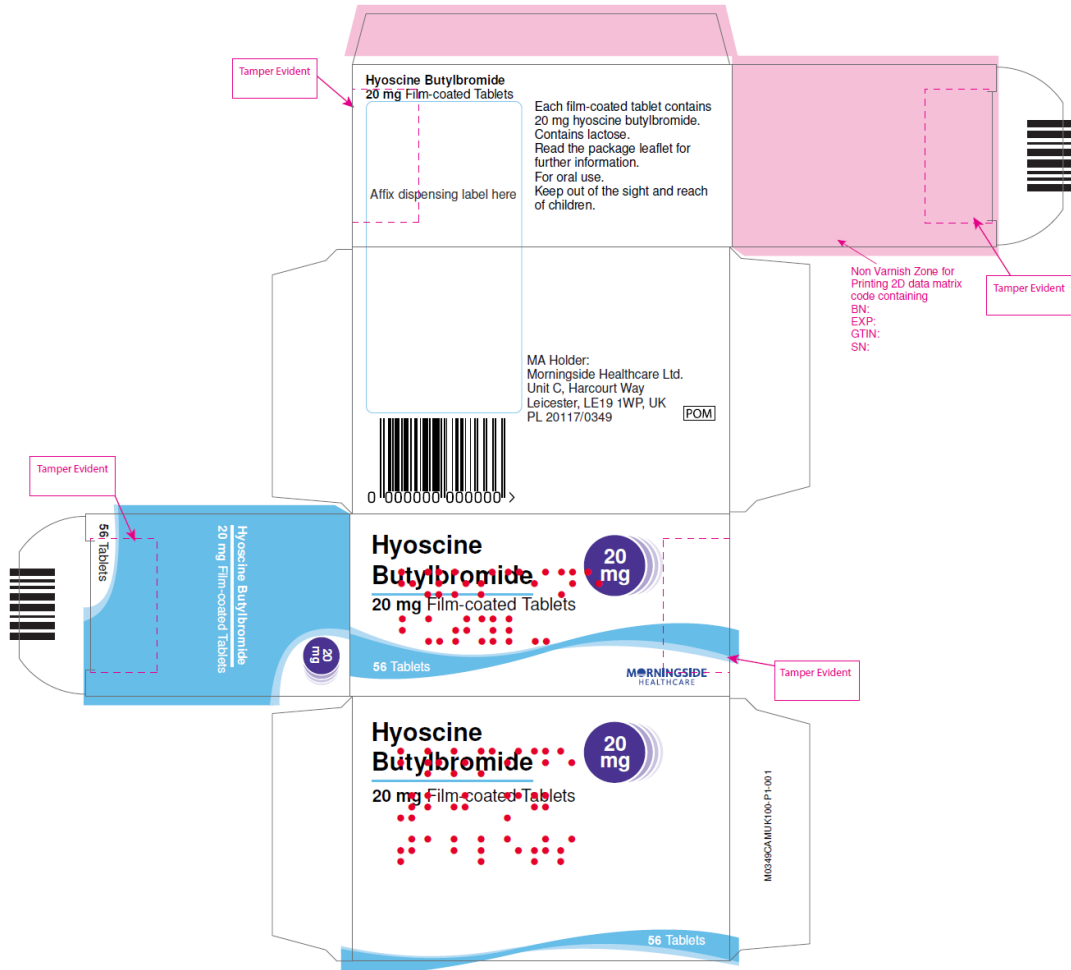 Tamper Evident
Hyoscine Butylbromide
20 mg Film-coated Tablets
Affix dispensing label here
Each film-coated tablet contains
20 mg hyoscine butylbromide.
Contains lactose.
Read the package leaflet for
further information.
For oral use.
Keep out of the sight and reach
of children.
Non Varnish Zone for
Printing 2D data matrix
code containing
BN:
EXP:
GTIN:
SN:
Tamper Evident
MA Holder:
Morningside Healthcare Ltd.
Unit C, Harcourt Way
Leicester, LE19 1WP, UK
PL 20117/0349
POM
0 000000 000000 >
Tamper Evident
56 Tablets
Hyoscine Butylbromide
20 mg Film-coated Tablets
20
mg
Hyoscine
Butylbromide
20 mg Film-coated Tablets
20
mg
56 Tablets
MORNINGSIDE
HEALTHCARE
Tamper Evident
Hyoscine
Butylbromide
20 mg Film-coated Tablets
20
mg
56 Tablets
M0349CAMUK100-P1-001